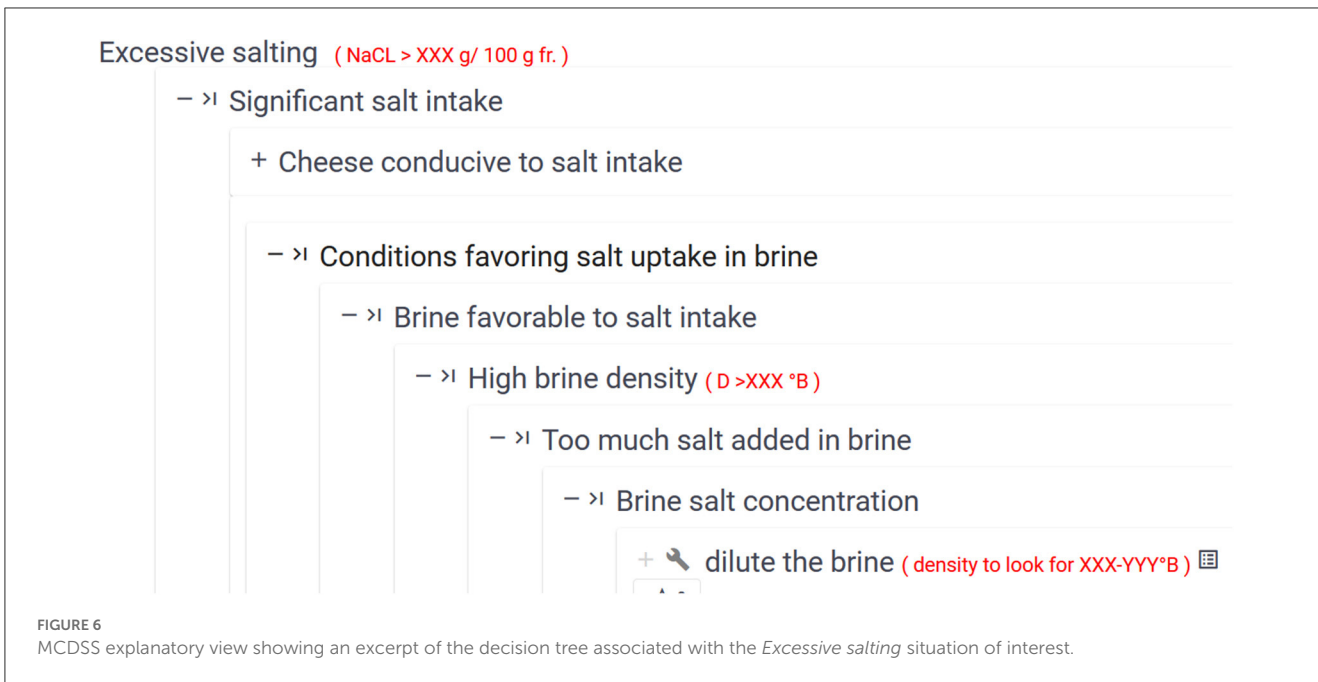 Excessive salting ( NaCL > XXX g/ 100 g fr. )
− >I Significant salt intake
+ Cheese conducive to salt intake
− >I Conditions favoring salt uptake in brine
− >I Brine favorable to salt intake
− >I High brine density ( D >XXX °B )
− >I Too much salt added in brine
− >I Brine salt concentration
+ dilute the brine ( density to look for XXX-YYY°B )
FIGURE 6
MCDSS explanatory view showing an excerpt of the decision tree associated with the Excessive salting situation of interest.